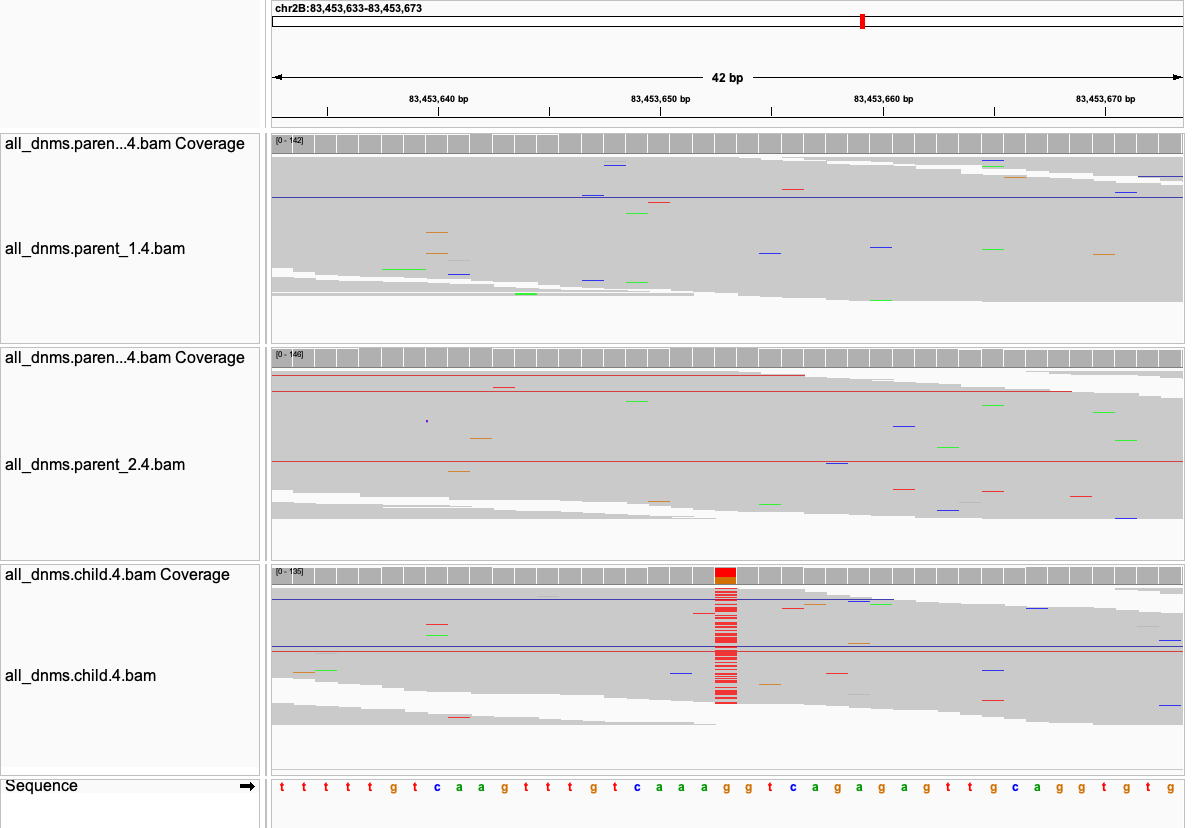 chr2B:83,453,633-83,453,673
42 bp
83,453,640 bp 83,453,650 bp 83,453,660 bp 83,453,670 bp
all_dnms.paren...4.bam Coverage
[0 - 142]
all_dnms.parent_1.4.bam
all_dnms.paren...4.bam Coverage
[0 - 146]
all_dnms.parent_2.4.bam
all_dnms.child.4.bam Coverage
[0 - 135]
all_dnms.child.4.bam
Sequence t t t t t g t c a a g t t t g t c a a a g g t c a g a g a g t t g c a g g t g t g